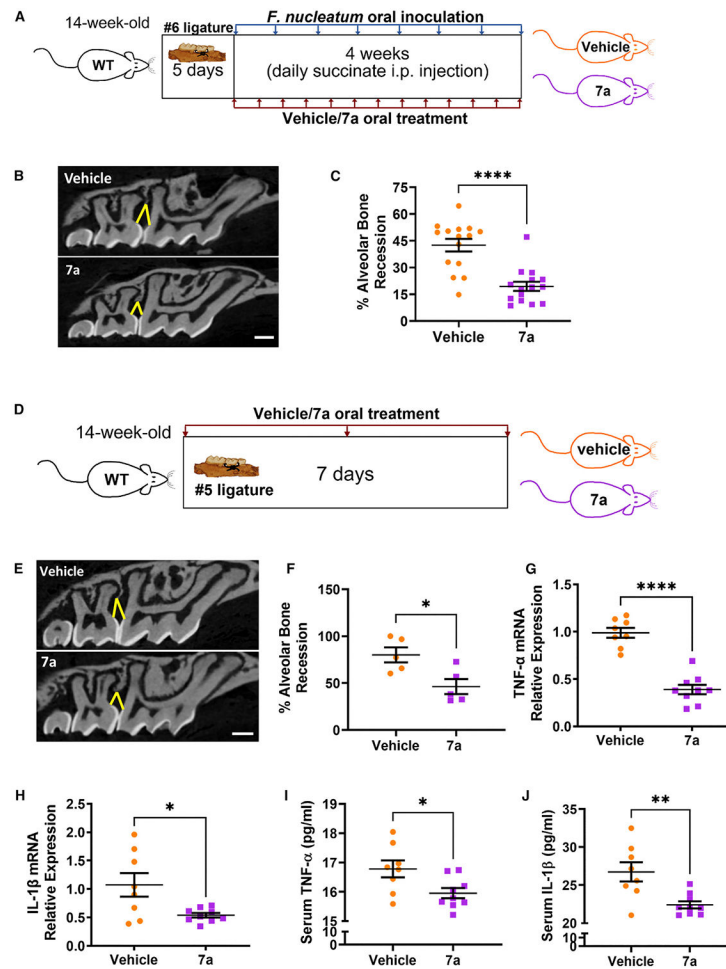 A
14-week-old
WT
#6 ligature
5 days
F. nucleatum oral inoculation
4 weeks
(daily succinate i.p. injection)
Vehicle/7a oral treatment
Vehicle
7a
B
Vehicle
7a
C
% Alveolar Bone
Recession
75
60
45
30
15
0
****
Vehicle
7a
D
14-week-old
WT
Vehicle/7a oral treatment
#5 ligature
7 days
vehicle
7a
E
Vehicle
7a
F
% Alveolar Bone
Recession
150
100
50
0
*
Vehicle
7a
G
TNF-α mRNA
Relative Expression
1.5
1.0
0.5
0.0
****
Vehicle
7a
H
IL-1β mRNA
Relative Expression
2.5
2.0
1.5
1.0
0.5
0.0
*
Vehicle
7a
I
Serum TNF-α (pg/ml)
19
18
17
16
15
10
0
*
Vehicle
7a
J
Serum IL-1β (pg/ml)
35
30
25
20
10
0
**
Vehicle
7a